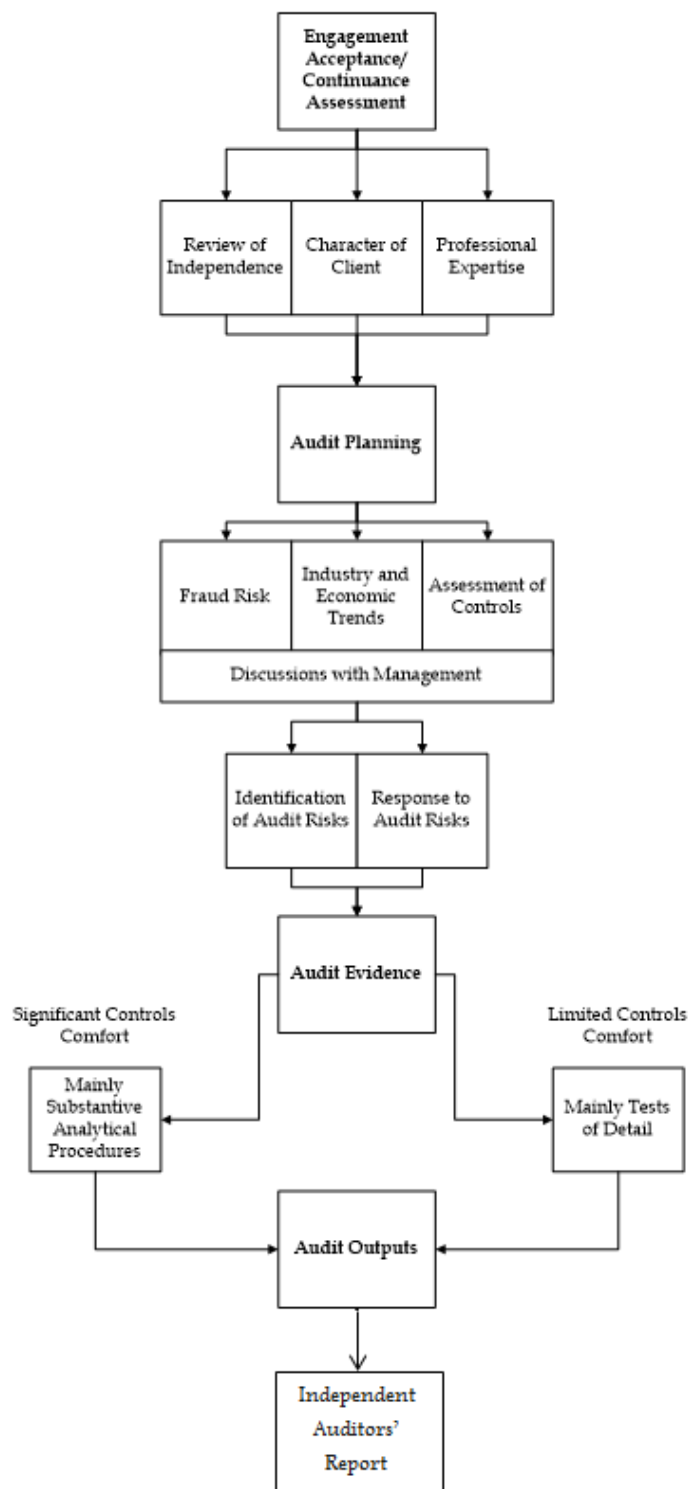 Engagement
Acceptance/
Continuance
Assessment
Review of
Independence
Character of
Client
Professional
Expertise
Audit Planning
Fraud Risk
Industry and
Economic
Trends
Assessment of
Controls
Discussions with Management
Identification
of Audit Risks
Response to
Audit Risks
Audit Evidence
Significant Controls
Comfort
Limited Controls
Comfort
Mainly
Substantive
Analytical
Procedures
Mainly Tests
of Detail
Audit Outputs
Independent
Auditors’
Report